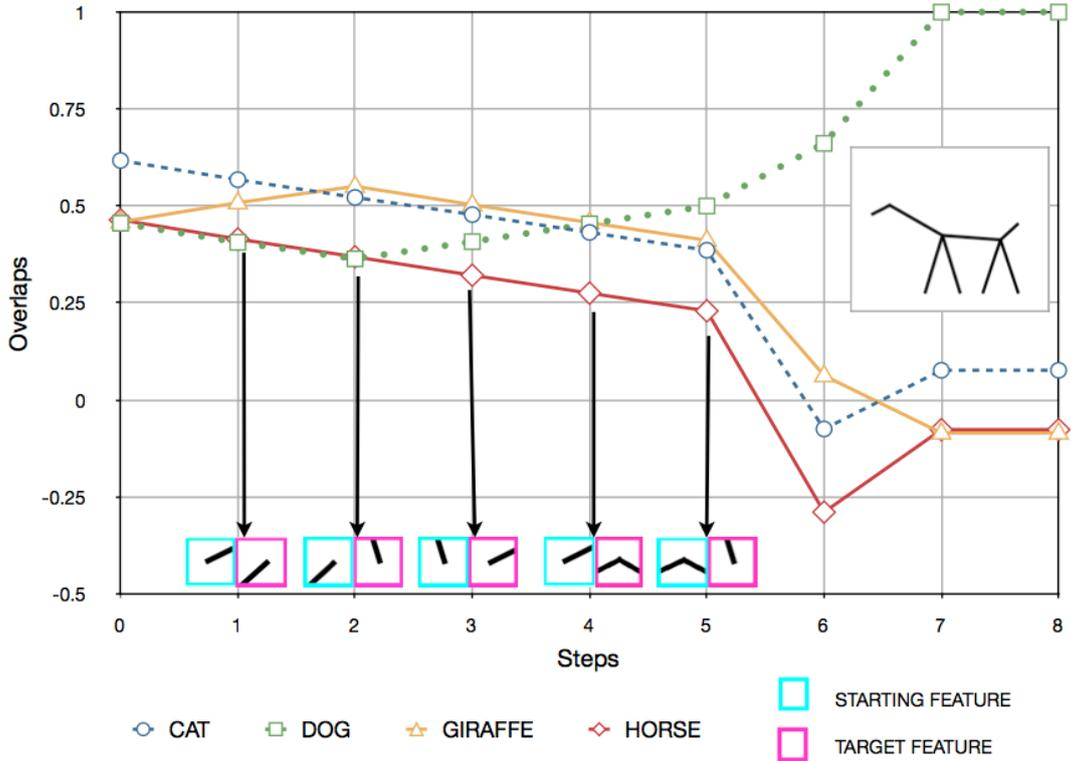 1
0.75
0.5
0.25
0
-0.25
-0.5
Overlaps
0 1 2 3 4 5 6 7 8
Steps
CAT DOG GIRAFFE HORSE
STARTING FEATURE
TARGET FEATURE